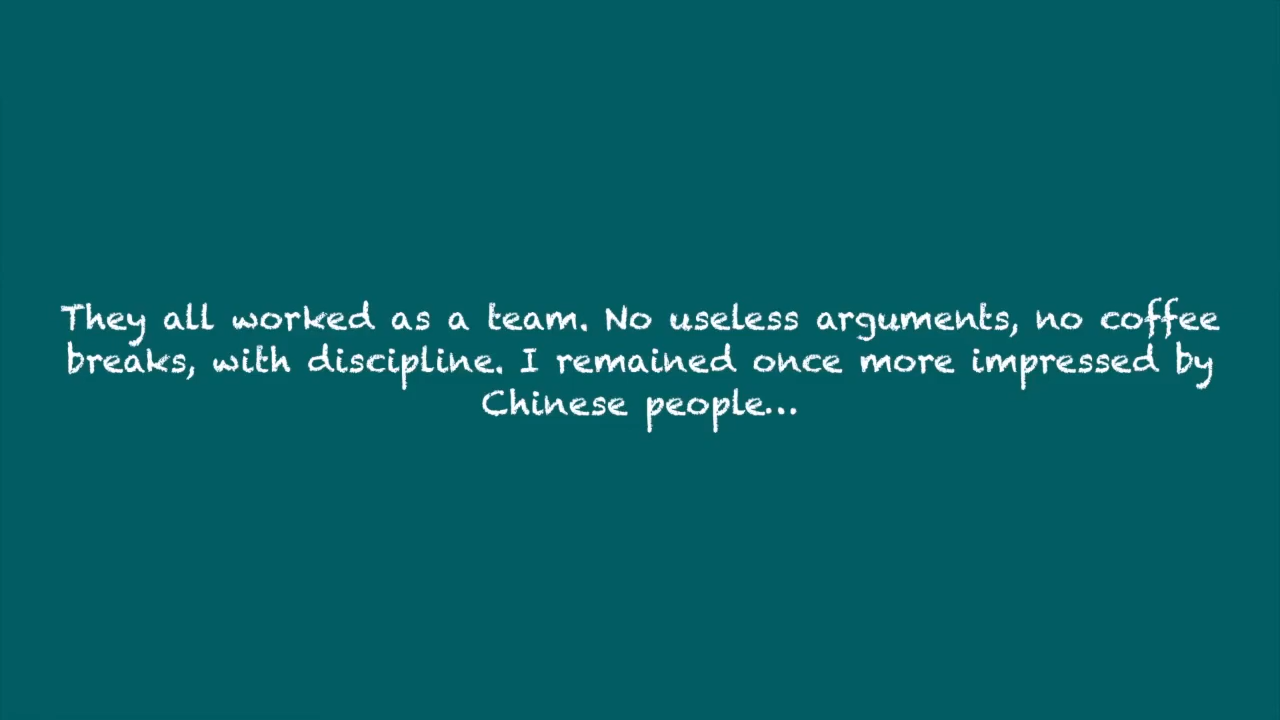 They all worked as a team. No useless arguments, no coffee
breaks, with discipline. I remained once more impressed by
Chinese people...